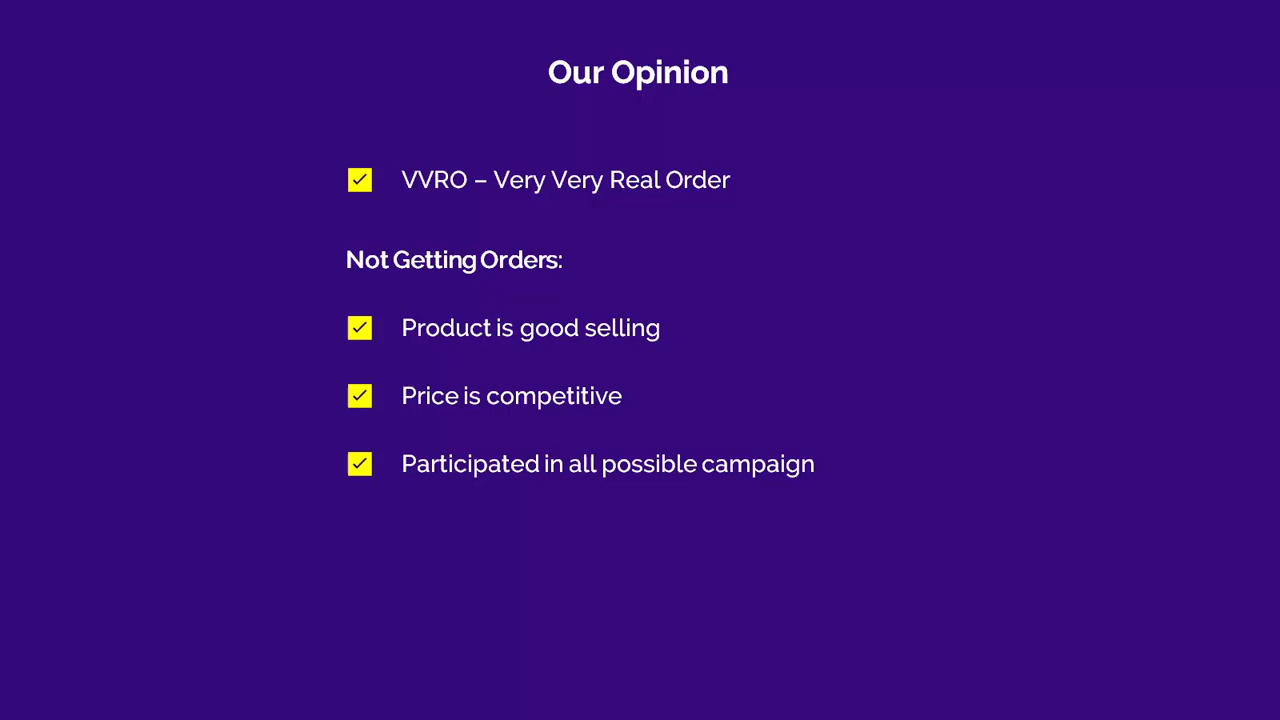 Our Opinion
VVRO – Very Very Real Order
Not Getting Orders:
Product is good selling
Price is competitive
Participated in all possible campaign